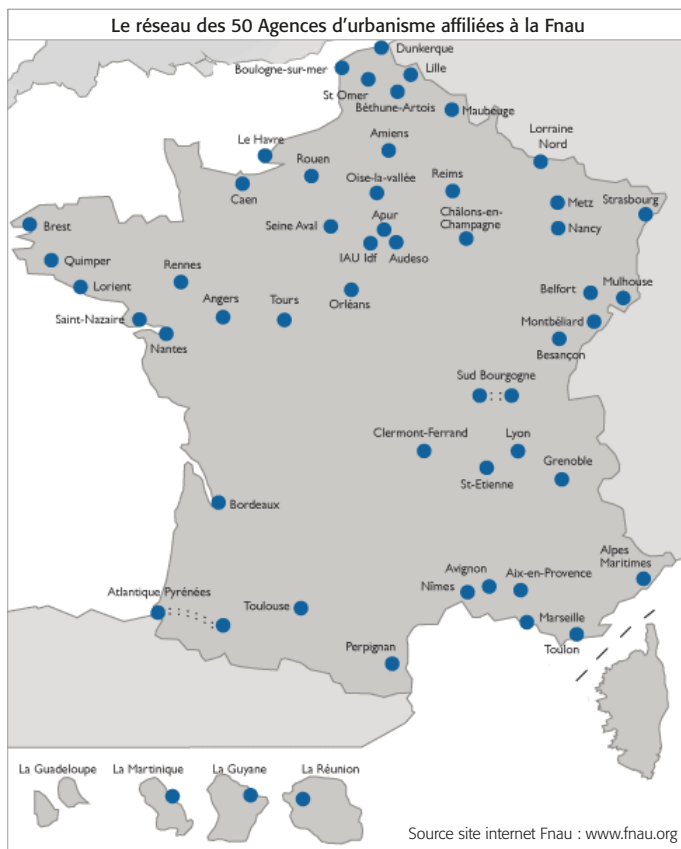 Le réseau des 50 Agences d'urbanisme affiliées à la Fnau
Dunkerque
Boulogne-sur-mer
Lille
St Omer
Béthune-Artois
Maubeuge
Amiens
Lorraine
Nord
Le Havre
Rouen
Oise-la-vallée
Reims
Caen
Metz
Strasbourg
Châlons-en-
Champagne
Apur
Seine Aval
Nancy
Brest
IAU Idf
Audeso
Quimper
Rennes
Lorient
Belfort
Mulhouse
Angers
Tours
Orléans
Saint-Nazaire
Montbéliard
Nantes
Besançon
Sud Bourgogne
Clermont-Ferrand
Lyon
Grenoble
St-Etienne
Bordeaux
Alpes
Maritimes
Avignon
Aix-en-Provence
Nîmes
Atlantique Pyrénées
Toulouse
Marseille
Toulon
Perpignan
La Guadeloupe
La Martinique
La Guyane
La Réunion
Source site internet Fnau : www.fnau.org